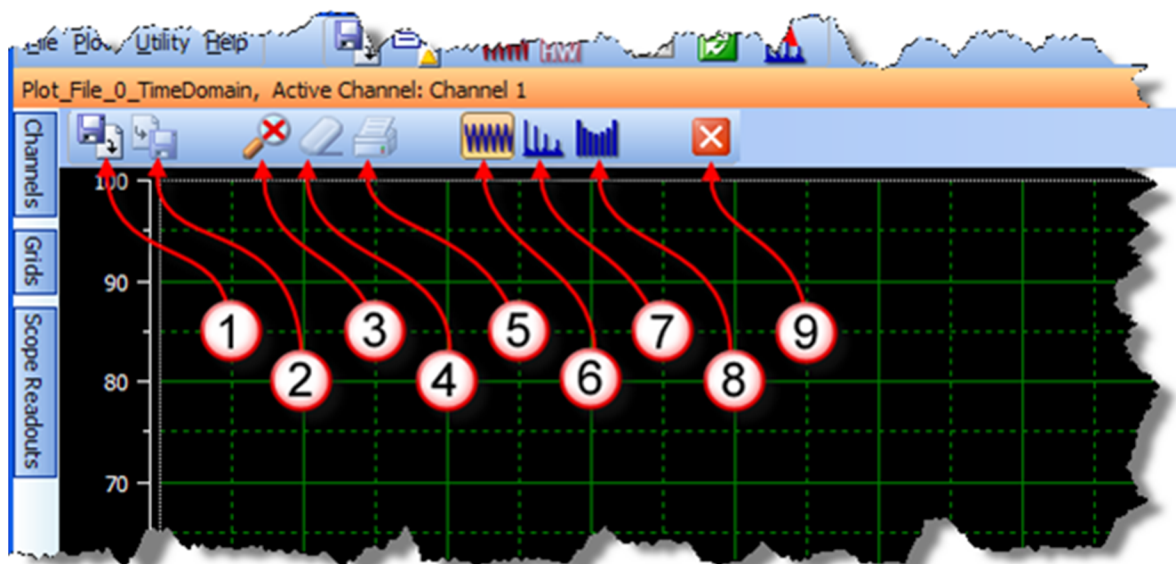 Utility Help
Plot_File_0_TimeDomain, Active Channel: Channel 1
Channels
Grids
Scope Readouts
100
90
80
70
1
2
3
4
5
6
7
8
9